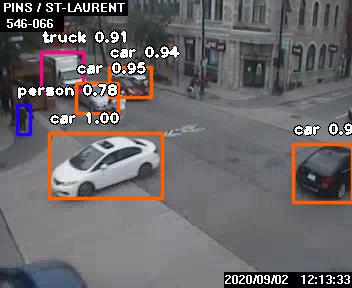 PINS / ST-LAURENT
546-066
truck 0.91
car 0.94
car 0.95
person 0.78
car 1.00
car 0.9
2020/09/02 12:13:33